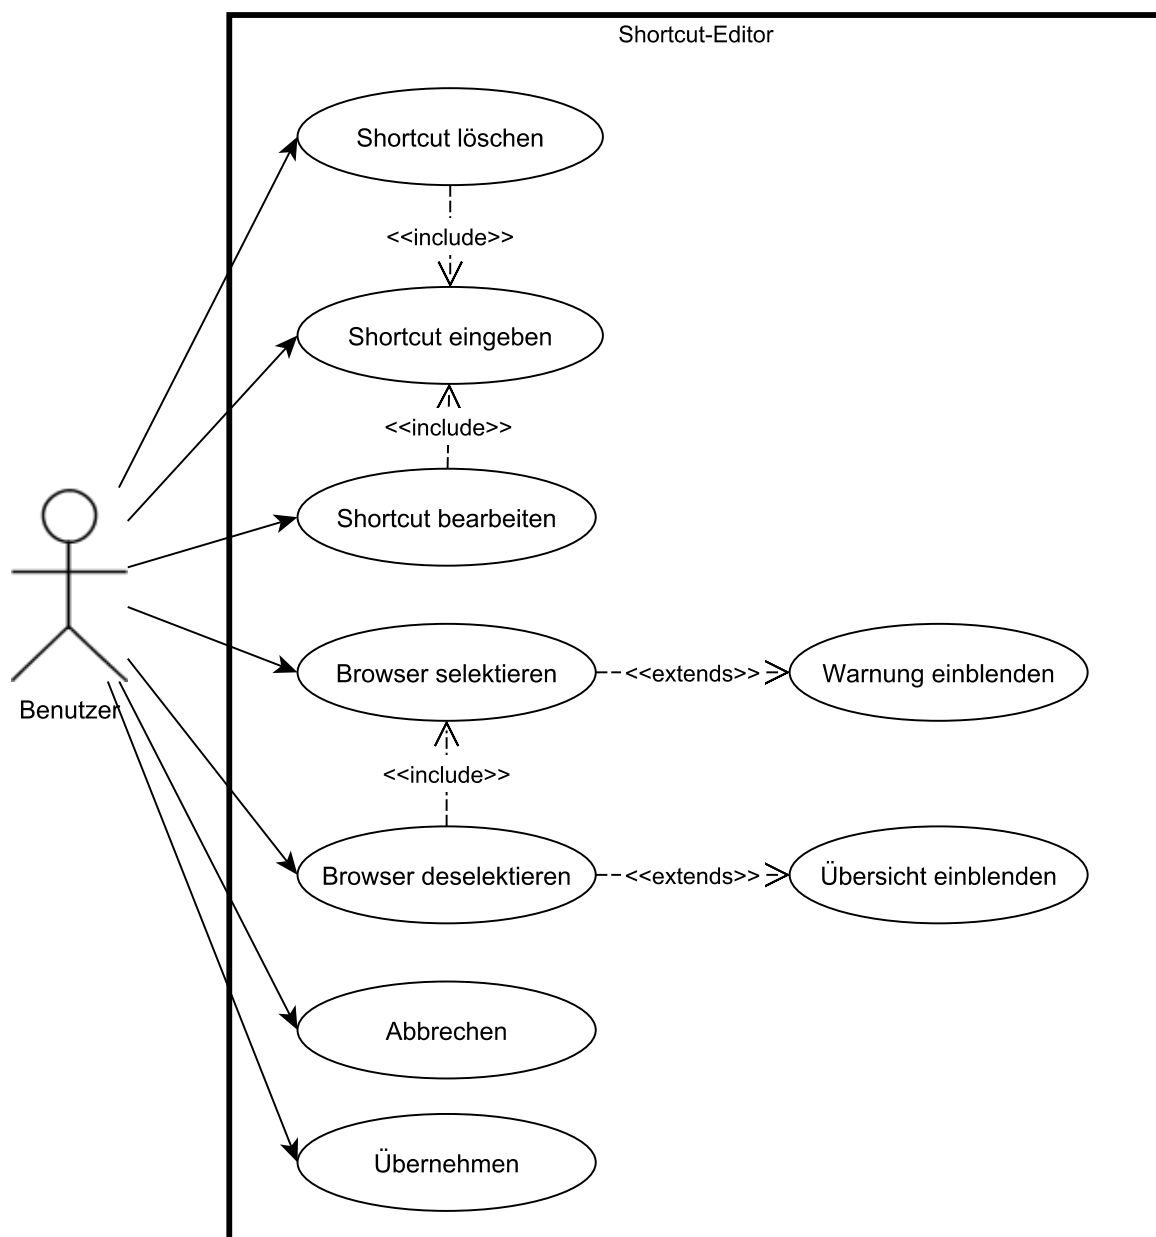 Shortcut-Editor
Shortcut löschen
<<include>>
Shortcut eingeben
<<include>>
Shortcut bearbeiten
Browser selektieren
<<extends>>
Warnung einblenden
Benutzer
<<include>>
Browser deselektieren
<<extends>>
Übersicht einblenden
Abbrechen
Übernehmen